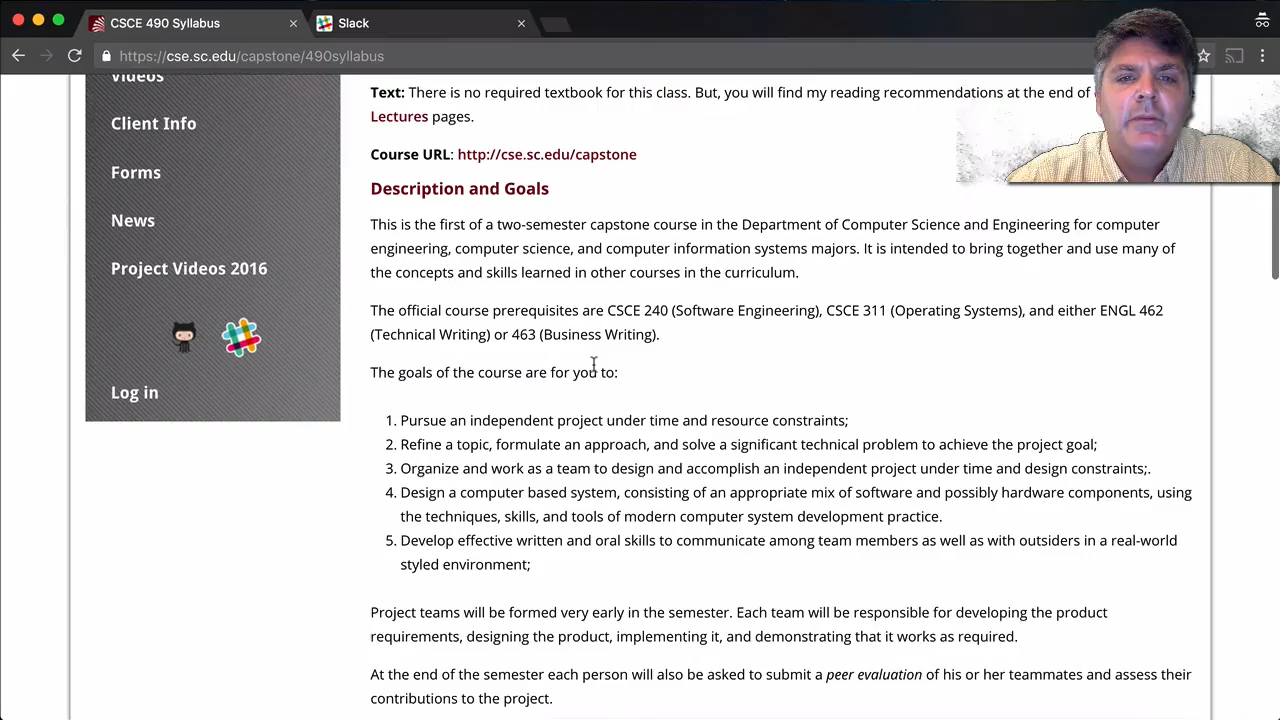 CSCE 490 Syllabus
Slack
https://cse.sc.edu/capstone/490syllabus
Videos
Client Info
Forms
News
Project Videos 2016
Log in
Text: There is no required textbook for this class. But, you will find my reading recommendations at the end of
Lectures pages.
Course URL: http://cse.sc.edu/capstone
Description and Goals
This is the first of a two-semester capstone course in the Department of Computer Science and Engineering for computer
engineering, computer science, and computer information systems majors. It is intended to bring together and use many of
the concepts and skills learned in other courses in the curriculum.
The official course prerequisites are CSCE 240 (Software Engineering), CSCE 311 (Operating Systems), and either ENGL 462
(Technical Writing) or 463 (Business Writing).
The goals of the course are for you to:
1. Pursue an independent project under time and resource constraints;
2. Refine a topic, formulate an approach, and solve a significant technical problem to achieve the project goal;
3. Organize and work as a team to design and accomplish an independent project under time and design constraints;.
4. Design a computer based system, consisting of an appropriate mix of software and possibly hardware components, using
the techniques, skills, and tools of modern computer system development practice.
5. Develop effective written and oral skills to communicate among team members as well as with outsiders in a real-world
styled environment;
Project teams will be formed very early in the semester. Each team will be responsible for developing the product
requirements, designing the product, implementing it, and demonstrating that it works as required.
At the end of the semester each person will also be asked to submit a peer evaluation of his or her teammates and assess their
contributions to the project.